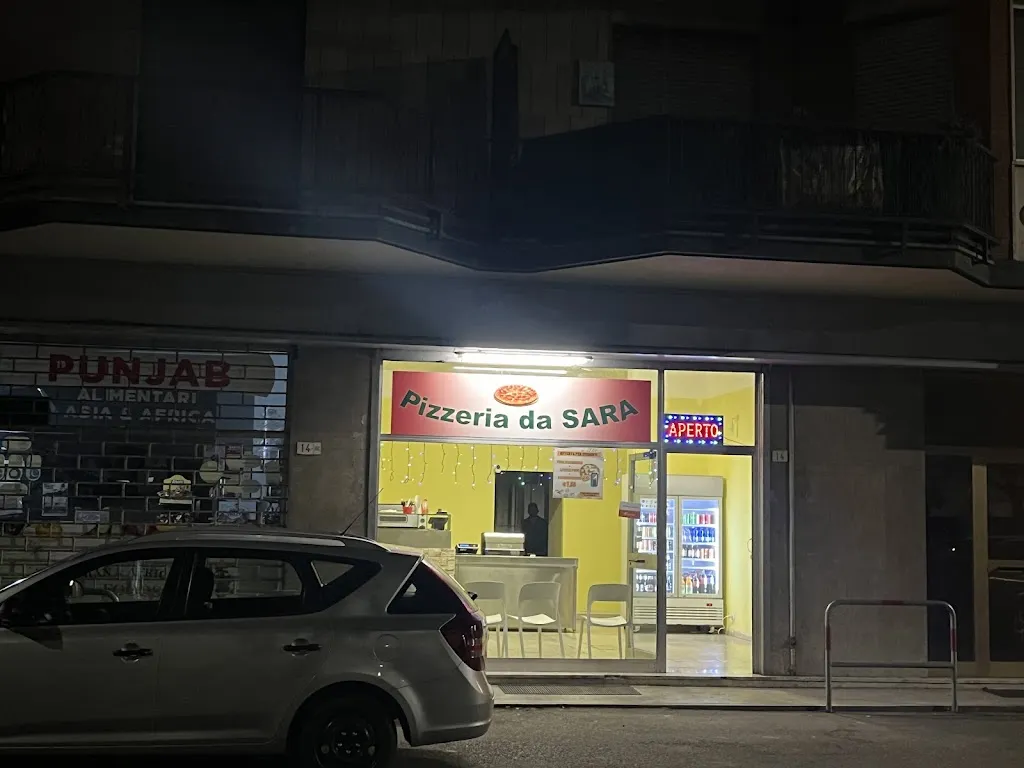 PUNJAB
ALIMENTARI
ASIA & AFRICA
Pizzeria da SARA
APERTO
14
14